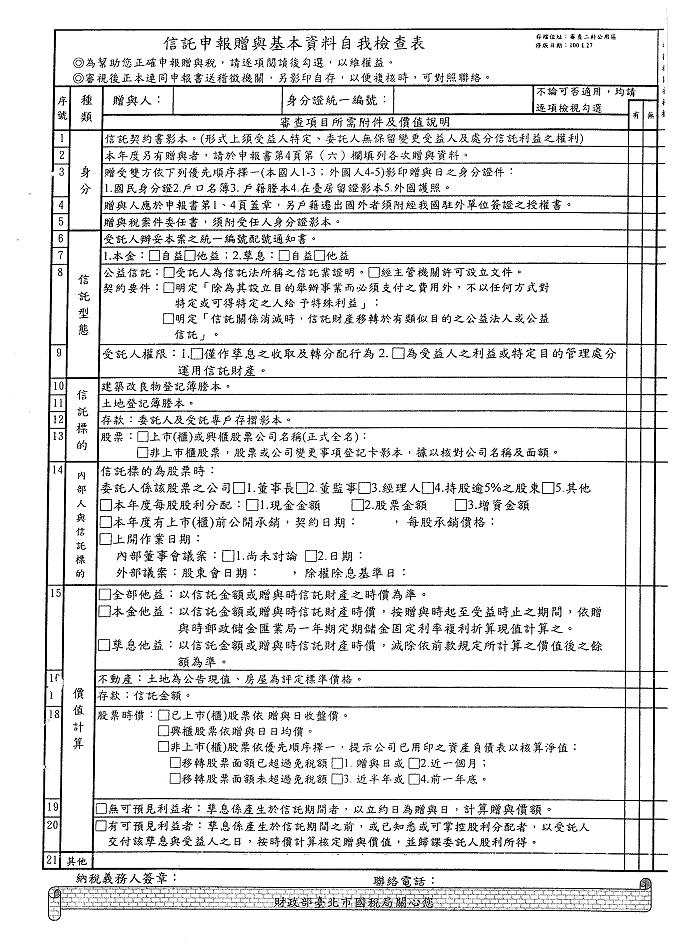 存檔位址：審查二科公用區
修版日期：100.1.27
信託申報贈與基本資料自我檢查表
◎為幫助您正確申報贈與稅，請逐項閱讀後勾選，以維權益。
◎審視後正本連同申報書送稽徵機關，另影印自存，以便複核時，可對照聯絡。
序號 種類 贈與人： 身分證統一編號： 不論可否適用，均請逐項檢視勾選
審查項目所需附件及價值說明 有 無
身分
1 信託契約書影本。(形式上須受益人特定、委託人無保留變更受益人及處分信託利益之權利)
2 本年度另有贈與者，請於申報書第4頁第（六）欄填列各次贈與資料。
3 贈受雙方依下列優先順序擇一(本國人1-3；外國人4-5)影印贈與日之身分證件：
1.國民身分證2.戶口名簿3.戶籍謄本4.在臺居留證影本5.外國護照。
4 贈與人應於申報書第1、4頁蓋章，另戶籍遷出國外者須附經我國駐外單位簽證之授權書。
5 贈與稅案件委任書，須附受任人身分證影本。
信託型態
6 受託人辦妥本案之統一編號配號通知書。
7 1.本金：□自益□他益；2.孳息：□自益□他益
8 公益信託：□受託人為信託法所稱之信託業證明。□經主管機關許可設立文件。
契約要件：□明定「除為其設立目的舉辦事業而必須支付之費用外，不以任何方式對
特定或可得特定之人給予特殊利益」；
□明定「信託關係消滅時，信託財產移轉於有類似目的之公益法人或公益
信託」。
9 受託人權限：1.□僅作孳息之收取及轉分配行為 2.□為受益人之利益或特定目的管理處分
運用信託財產。
信託標的
10 建築改良物登記簿謄本。
11 土地登記簿謄本。
12 存款：委託人及受託專戶存摺影本。
13 股票：□上市(櫃)或興櫃股票公司名稱(正式全名)：
□非上市櫃股票，股票或公司變更事項登記卡影本，據以核對公司名稱及面額。
內部人與信託標的
14 信託標的為股票時：
委託人係該股票之公司□1.董事長□2.董監事□3.經理人□4.持股逾5%之股東□5.其他
□本年度每股股利分配：□1.現金金額 □2.股票金額 □3.增資金額
□本年度有上市(櫃)前公開承銷，契約日期： ，每股承銷價格：
□上開作業日期：
內部董事會議案：□1.尚未討論 □2.日期：
外部議案：股東會日期： ，除權除息基準日：
價值計算
15 □全部他益：以信託金額或贈與時信託財產之時價為準。
□本金他益：以信託金額或贈與時信託財產時價，按贈與時起至受益時止之期間，依贈
與時郵政儲金匯業局一年期定期儲金固定利率複利折算現值計算之。
□孳息他益：以信託金額或贈與時信託財產時價，減除依前款規定所計算之價值後之餘
額為準。
不動產：土地為公告現值、房屋為評定標準價格。
存款：信託金額。
18 股票時價：□已上市(櫃)股票依贈與日收盤價。
□興櫃股票依贈與日日均價。
□非上市(櫃)股票依優先順序擇一，提示公司已用印之資產負債表以核算淨值：
□移轉股票面額已超過免稅額□1.贈與日或□2.近一個月；
□移轉股票面額未超過免稅額□3.近半年或□4.前一年底。
19 □無可預見利益者：孳息係產生於信託期間者，以立約日為贈與日，計算贈與價額。
20 □有可預見利益者：孳息係產生於信託期間之前，或已知悉或可掌控股利分配者，以受託人
交付該孳息與受益人之日，按時價計算核定贈與價值，並歸課委託人股利所得。
21 其他
納稅義務人簽章： 聯絡電話：
財政部臺北市國稅局關心您